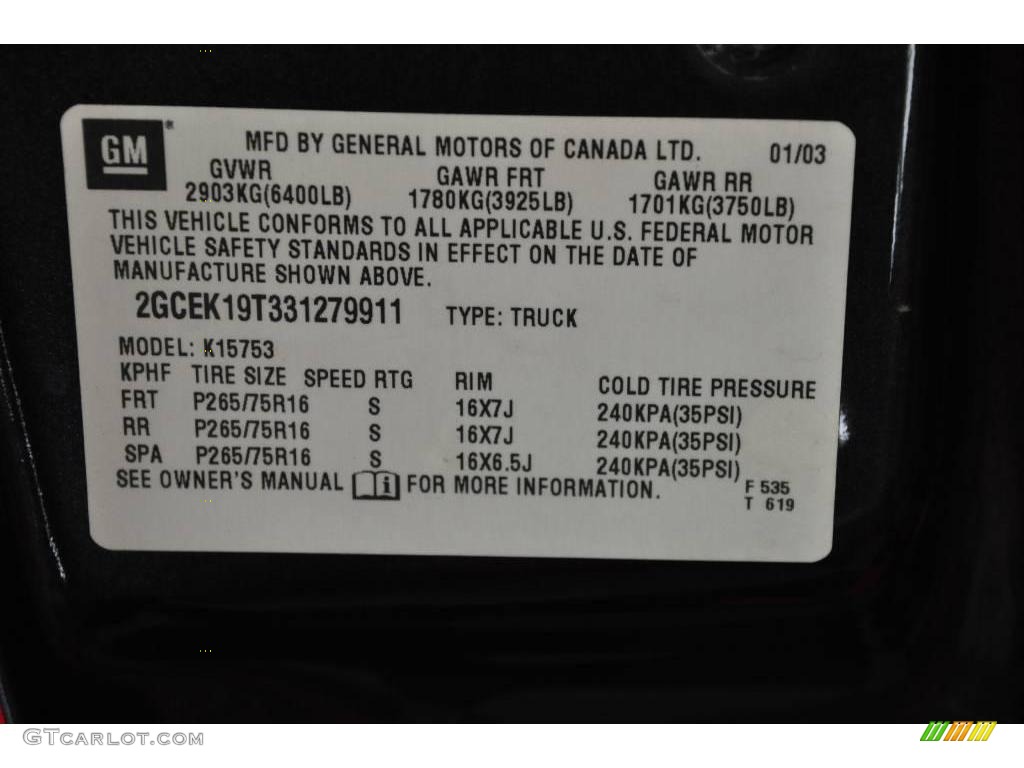 GM
MFD BY GENERAL MOTORS OF CANADA LTD. 01/03
GVWR GAWR FRT GAWR RR
2903KG(6400LB) 1780KG(3925LB) 1701KG(3750LB)
THIS VEHICLE CONFORMS TO ALL APPLICABLE U.S. FEDERAL MOTOR
VEHICLE SAFETY STANDARDS IN EFFECT ON THE DATE OF
MANUFACTURE SHOWN ABOVE.
2GCEK19T331279911 TYPE: TRUCK
MODEL: K15753
KPHF TIRE SIZE SPEED RTG RIM COLD TIRE PRESSURE
FRT P265/75R16 S 16X7J 240KPA(35PSI)
RR P265/75R16 S 16X7J 240KPA(35PSI)
SPA P265/75R16 S 16X6.5J 240KPA(35PSI)
SEE OWNER'S MANUAL i FOR MORE INFORMATION.
F 535
T 619
GTCARLOT.COM